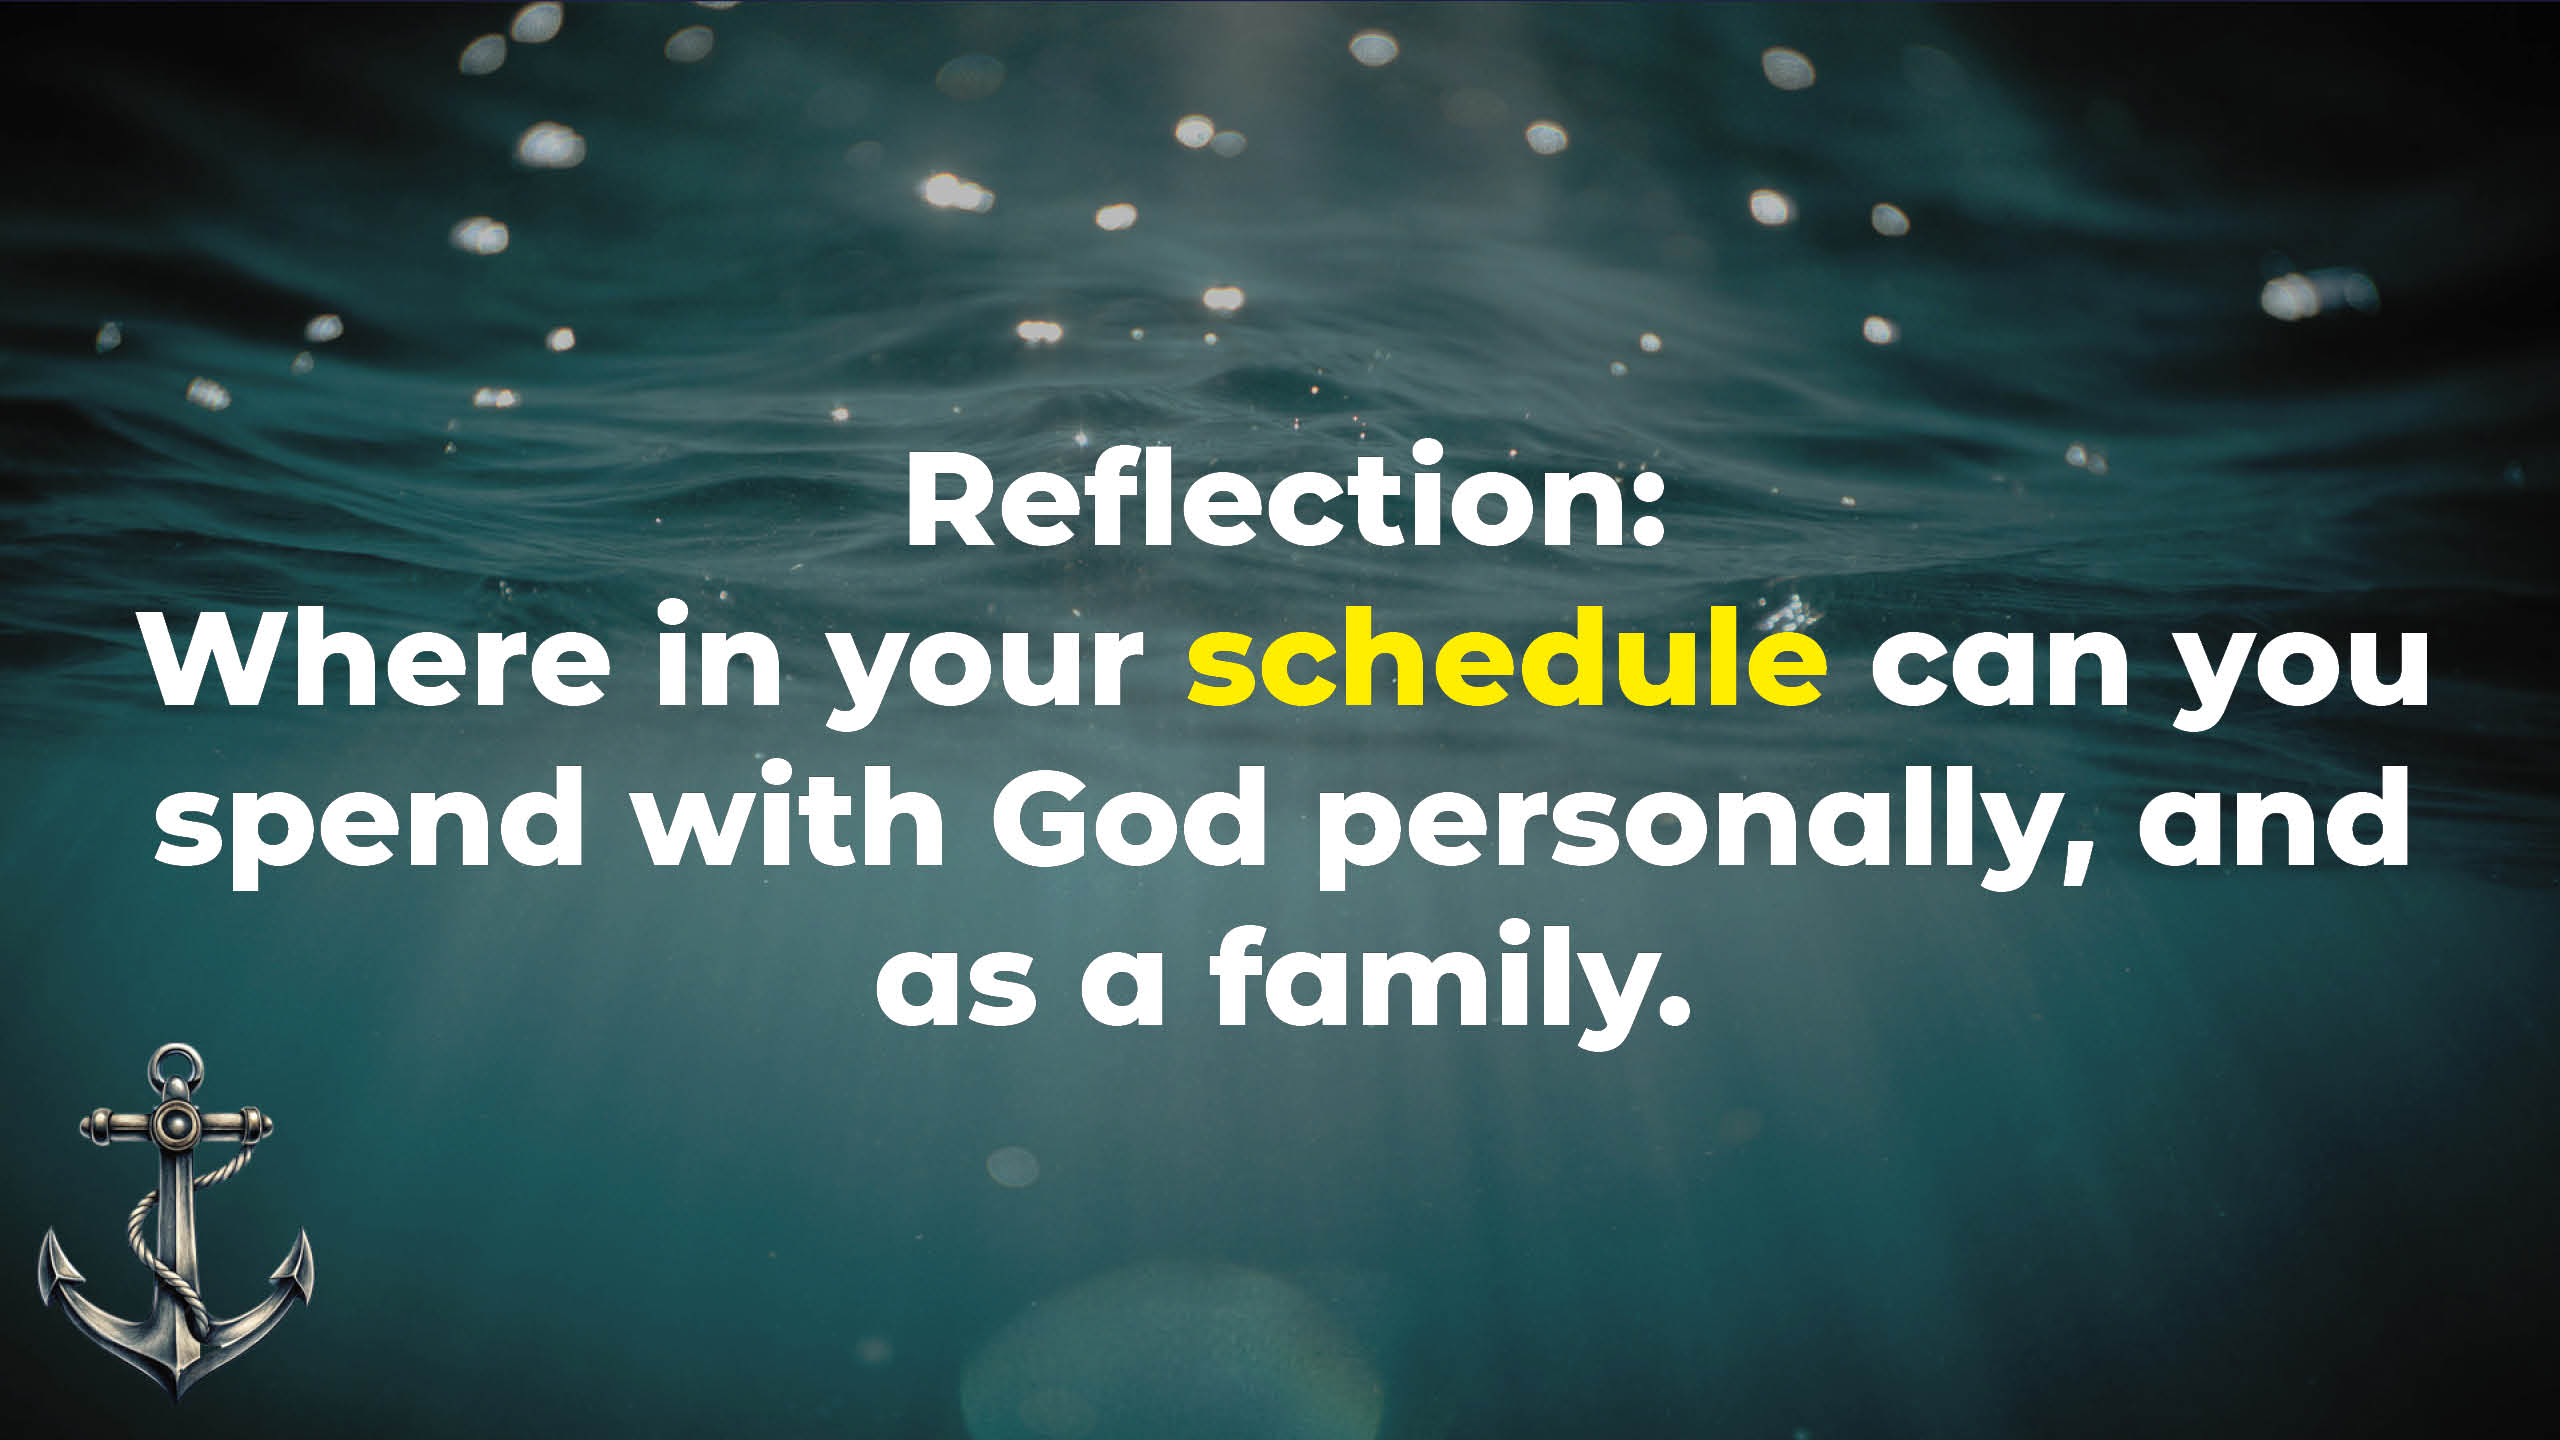 Reflection:
Where in your schedule can you
spend with God personally, and
as a family.